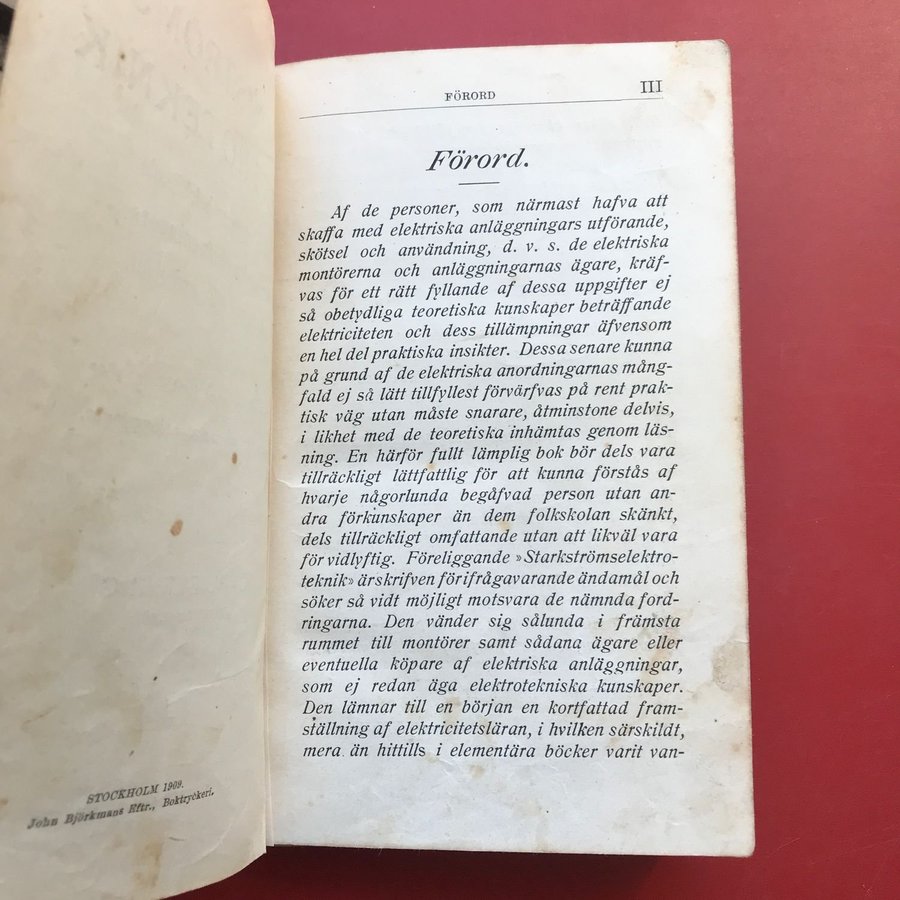 STOCKHOLM 1909.
John Björkmans Eftr., Boktryckeri.
FÖRORD III
Förord.
Af de personer, som närmast hafva att
skaffa med elektriska anläggningars utförande,
skötsel och användning, d. v. s. de elektriska
montörerna och anläggningarnas ägare, kräf-
vas för ett rätt fyllande af dessa uppgifter ej
så obetydliga teoretiska kunskaper beträffande
elektriciteten och dess tillämpningar äfvensom
en hel del praktiska insikter. Dessa senare kunna
på grund af de elektriska anordningarnas mång-
fald ej så lätt tillfyllest förvärfvas på rent prak-
tisk väg utan måste snarare, åtminstone delvis,
i likhet med de teoretiska inhämtas genom läs-
ning. En härför fullt lämplig bok bör dels vara
tillräckligt lättfattlig för att kunna förstås af
hvarje någorlunda begåfvad person utan an-
dra förkunskaper än dem folkskolan skänkt,
dels tillräckligt omfattande utan att likväl vara
för vidlyftig. Föreliggande »Starkströmselektro-
teknik» är skrifven för ifrågavarande ändamål och
söker så vidt möjligt motsvara de nämnda ford-
ringarna. Den vänder sig sålunda i främsta
rummet till montörer samt sådana ägare eller
eventuella köpare af elektriska anläggningar,
som ej redan äga elektrotekniska kunskaper.
Den lämnar till en början en kortfattad fram-
ställning af elektricitetsläran, i hvilken särskildt,
mera än hittills i elementära böcker varit van-